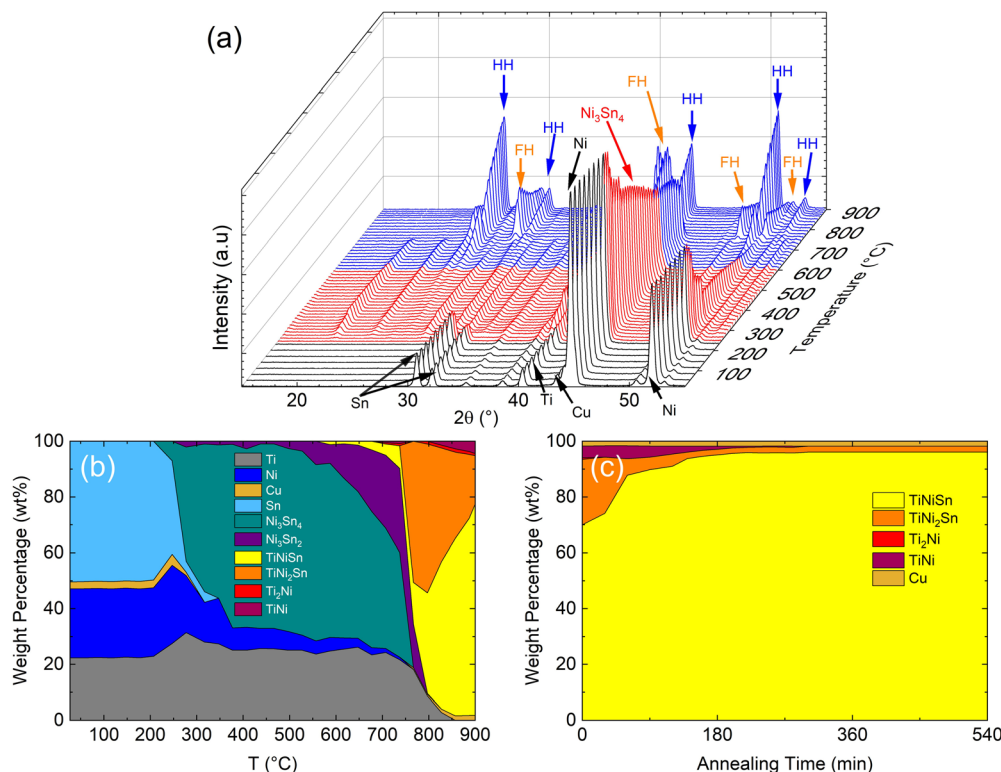 (a)
HH
HH
FH
Ni
Ni₃Sn₄
FH
HH
HH
FH
FH
HH
Intensity (a.u)
900
800
700
600
500
400
300
200
100
Temperature (°C)
20
30
40
50
Sn
2θ (°)
Ti
Cu
Ni
(b)
100
80
60
40
20
0
Weight Percentage (wt%)
Ti
Ni
Cu
Sn
Ni₃Sn₄
Ni₃Sn₂
TiNiSn
TiNi₂Sn
Ti₂Ni
TiNi
100 200 300 400 500 600 700 800 900
T (°C)
(c)
100
80
60
40
20
0
Weight Percentage (wt%)
TiNiSn
TiNi₂Sn
Ti₂Ni
TiNi
Cu
0 180 360 540
Annealing Time (min)